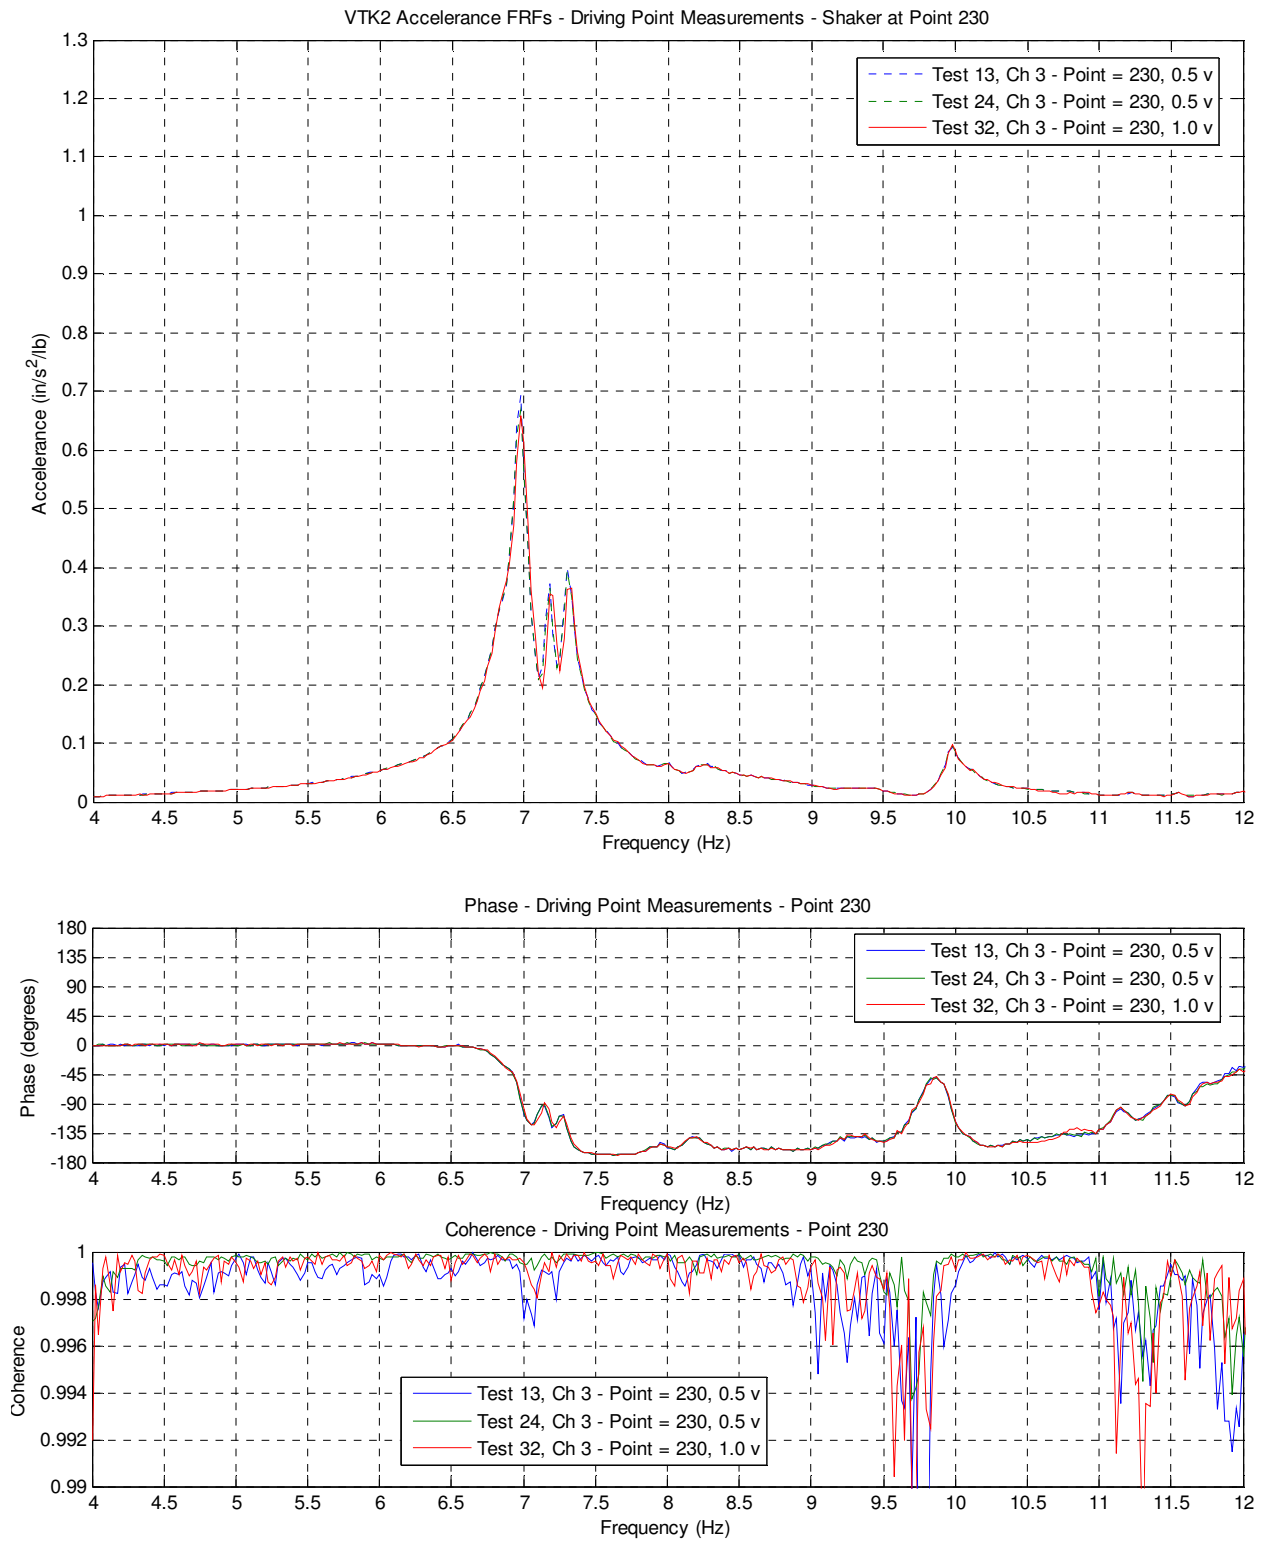 VTK2 Accelerance FRFs - Driving Point Measurements - Shaker at Point 230
1.3
1.2
1.1
1
0.9
0.8
0.7
0.6
0.5
0.4
0.3
0.2
0.1
0
Accelerance (in/s²/lb)
Test 13, Ch 3 - Point = 230, 0.5 v
Test 24, Ch 3 - Point = 230, 0.5 v
Test 32, Ch 3 - Point = 230, 1.0 v
4 4.5 5 5.5 6 6.5 7 7.5 8 8.5 9 9.5 10 10.5 11 11.5 12
Frequency (Hz)
Phase - Driving Point Measurements - Point 230
180
135
90
45
0
-45
-90
-135
-180
Phase (degrees)
Test 13, Ch 3 - Point = 230, 0.5 v
Test 24, Ch 3 - Point = 230, 0.5 v
Test 32, Ch 3 - Point = 230, 1.0 v
4 4.5 5 5.5 6 6.5 7 7.5 8 8.5 9 9.5 10 10.5 11 11.5 12
Frequency (Hz)
Coherence - Driving Point Measurements - Point 230
1
0.998
0.996
0.994
0.992
0.99
Coherence
Test 13, Ch 3 - Point = 230, 0.5 v
Test 24, Ch 3 - Point = 230, 0.5 v
Test 32, Ch 3 - Point = 230, 1.0 v
4 4.5 5 5.5 6 6.5 7 7.5 8 8.5 9 9.5 10 10.5 11 11.5 12
Frequency (Hz)